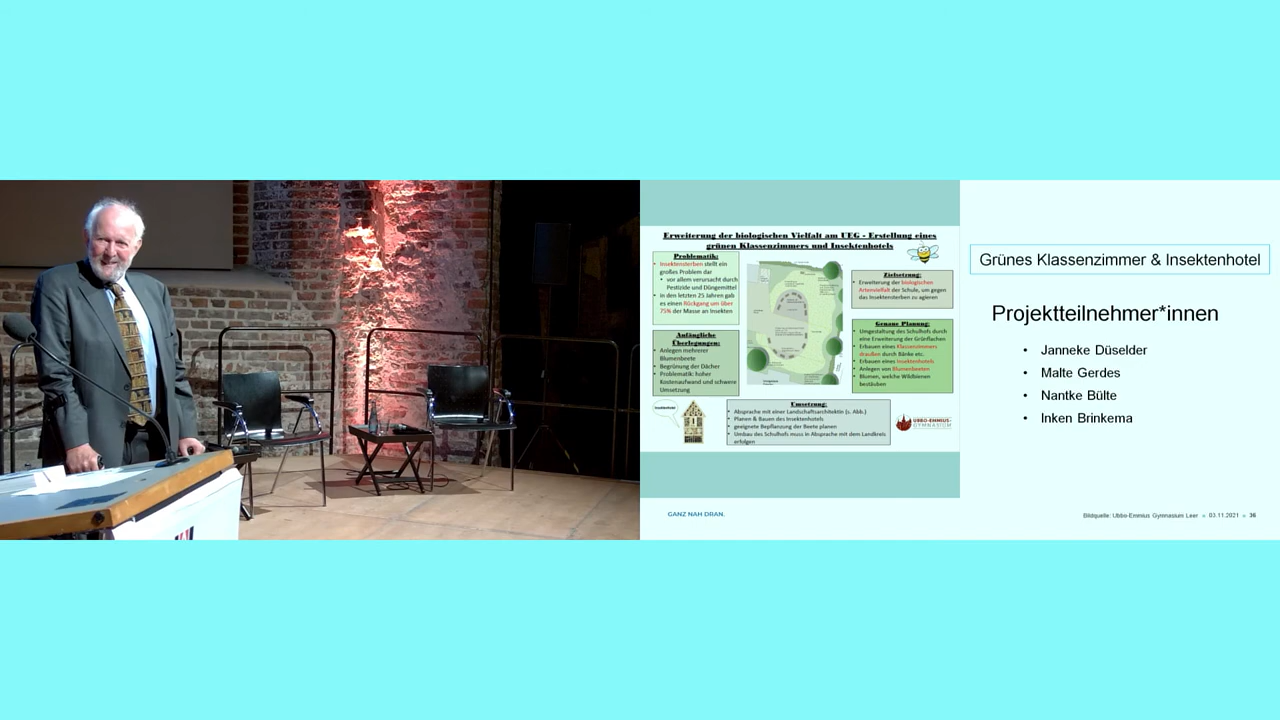 Erweiterung der biologischen Vielfalt am UEG - Erstellung eines
grünen Klassenzimmers und Insektenhotels
Problematik:
• Insektensterben stellt ein
großes Problem dar
• vor allem verursacht durch
Pestizide und Düngemittel
• In den letzten 25 Jahren gab
es einen Rückgang um über
75% der Masse an Insekten
Anfängliche
Überlegungen:
• Anlegen mehrerer
Blumenbeete
• Begrünung der Dächer
• Problematik: hoher
Kostenaufwand und schwere
Umsetzung
Zielsetzung:
• Erweiterung der biologischen
Artenvielfalt der Schule, um gegen
das Insektensterben zu agieren
Genaue Planung:
• Umgestaltung des Schulhofs durch
eine Erweiterung der Grünflächen
• Erbauen eines Klassenzimmers
draußen durch Bänke etc.
• Erbauen eines Insektenhotels
• Anlegen von Blumenbeeten
• Blumen, welche Wildbienen
bestäuben
Insektenhotel
Umsetzung:
• Absprache mit einer Landschaftsarchitektin (s. Abb.)
• Planen & Bauen des Insektenhotels
• geeignete Bepflanzung der Beete planen
• Umbau des Schulhofs muss in Absprache mit dem Landkreis
erfolgen
UBBO-EMMIUS-
GYMNASIUM
Grünes Klassenzimmer & Insektenhotel
Projektteilnehmer*innen
• Janneke Düselder
• Malte Gerdes
• Nantke Bülte
• Inken Brinkema
GANZ NAH DRAN.
Bildquelle: Ubbo-Emmius Gymnasium Leer • 03.11.2021 • 36